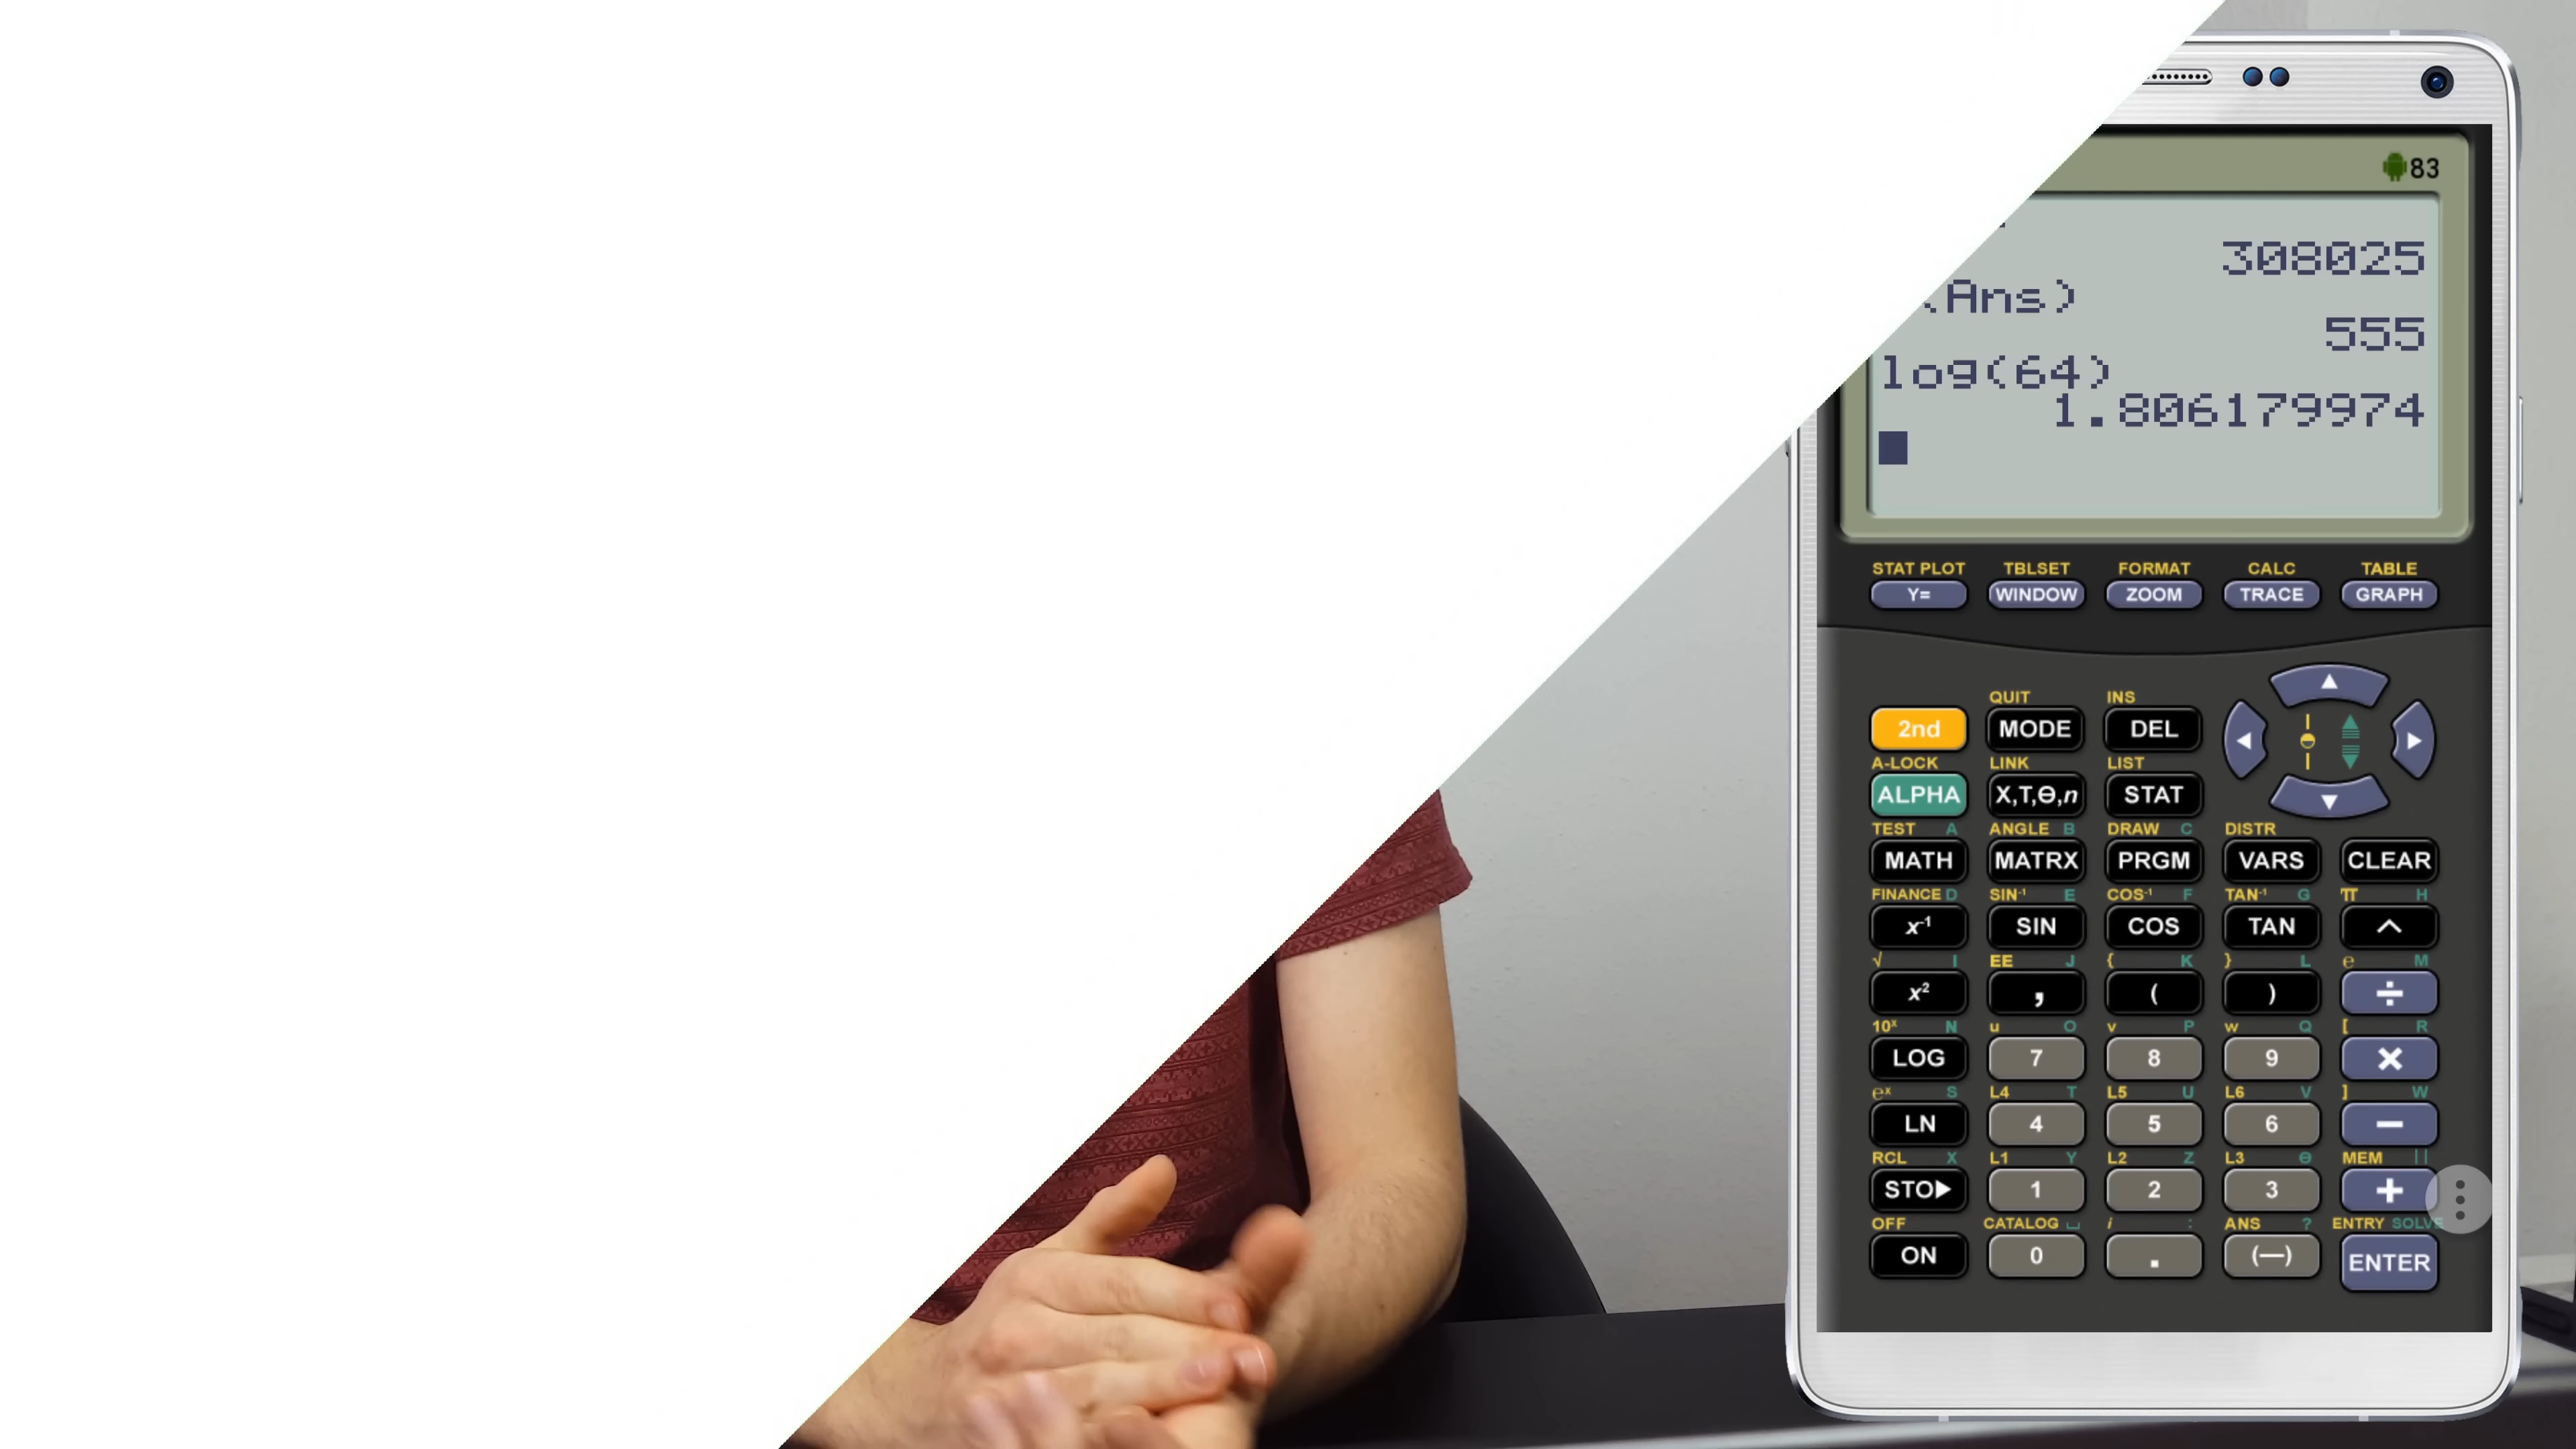 83
308025
(Ans)
555
log(64)
1.806179974
STAT PLOT TBLSET FORMAT CALC TABLE
Y= WINDOW ZOOM TRACE GRAPH
QUIT INS
2nd MODE DEL
A-LOCK LINK LIST
ALPHA X,T,Θ,n STAT
TEST A ANGLE B DRAW C DISTR
MATH MATRX PRGM VARS CLEAR
FINANCE D SIN⁻¹ E COS⁻¹ F TAN⁻¹ G π H
x⁻¹ SIN COS TAN ^
√ I EE J { K } L e M
x² , ( ) ÷
10ˣ N u O v P w Q [ R
LOG 7 8 9 ×
eˣ S L4 T L5 U L6 V ] W
LN 4 5 6 −
RCL X L1 Y L2 Z L3 Θ MEM "
STO▶ 1 2 3 +
OFF CATALOG ⎵ i : ANS ? ENTRY SOLVE
ON 0 . (—) ENTER